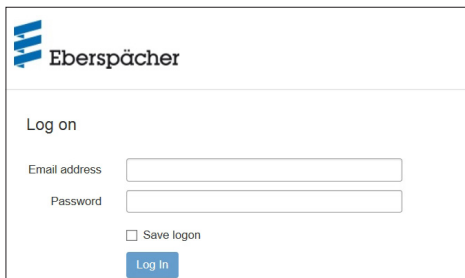 Eberspächer
Log on
Email address
Password
Save logon
Log In